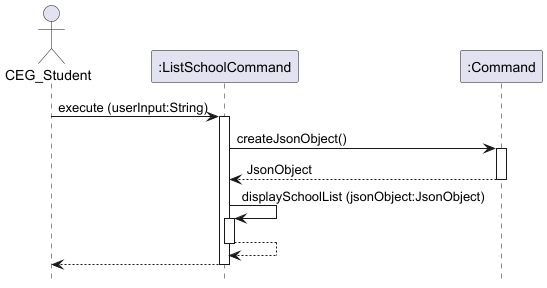 CEG_Student
:ListSchoolCommand
:Command
execute (userInput:String)
createJsonObject()
JsonObject
displaySchoolList (jsonObject:JsonObject)